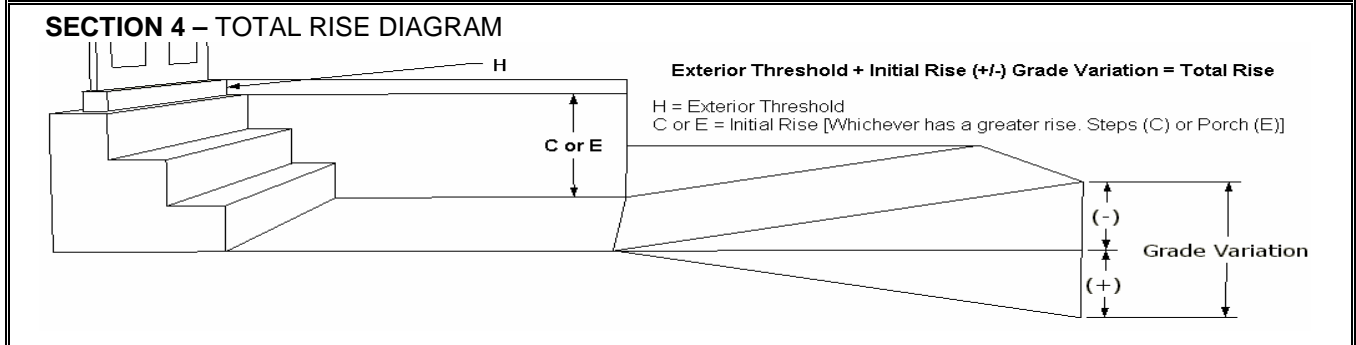 SECTION 4 – TOTAL RISE DIAGRAM
H
Exterior Threshold + Initial Rise (+/-) Grade Variation = Total Rise
H = Exterior Threshold
C or E = Initial Rise [Whichever has a greater rise. Steps (C) or Porch (E)]
C or E
(-)
Grade Variation
(+)